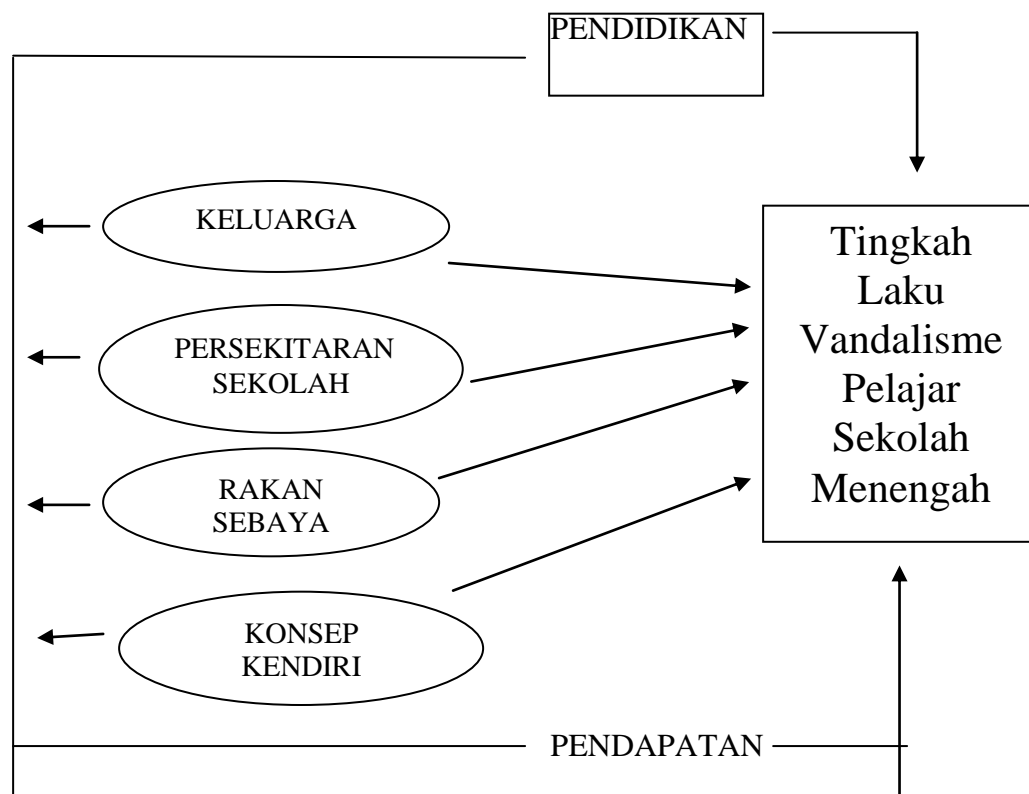 PENDIDIKAN
KELUARGA
PERSEKITARAN
SEKOLAH
RAKAN
SEBAYA
KONSEP
KENDIRI
Tingkah
Laku
Vandalisme
Pelajar
Sekolah
Menengah
PENDAPATAN